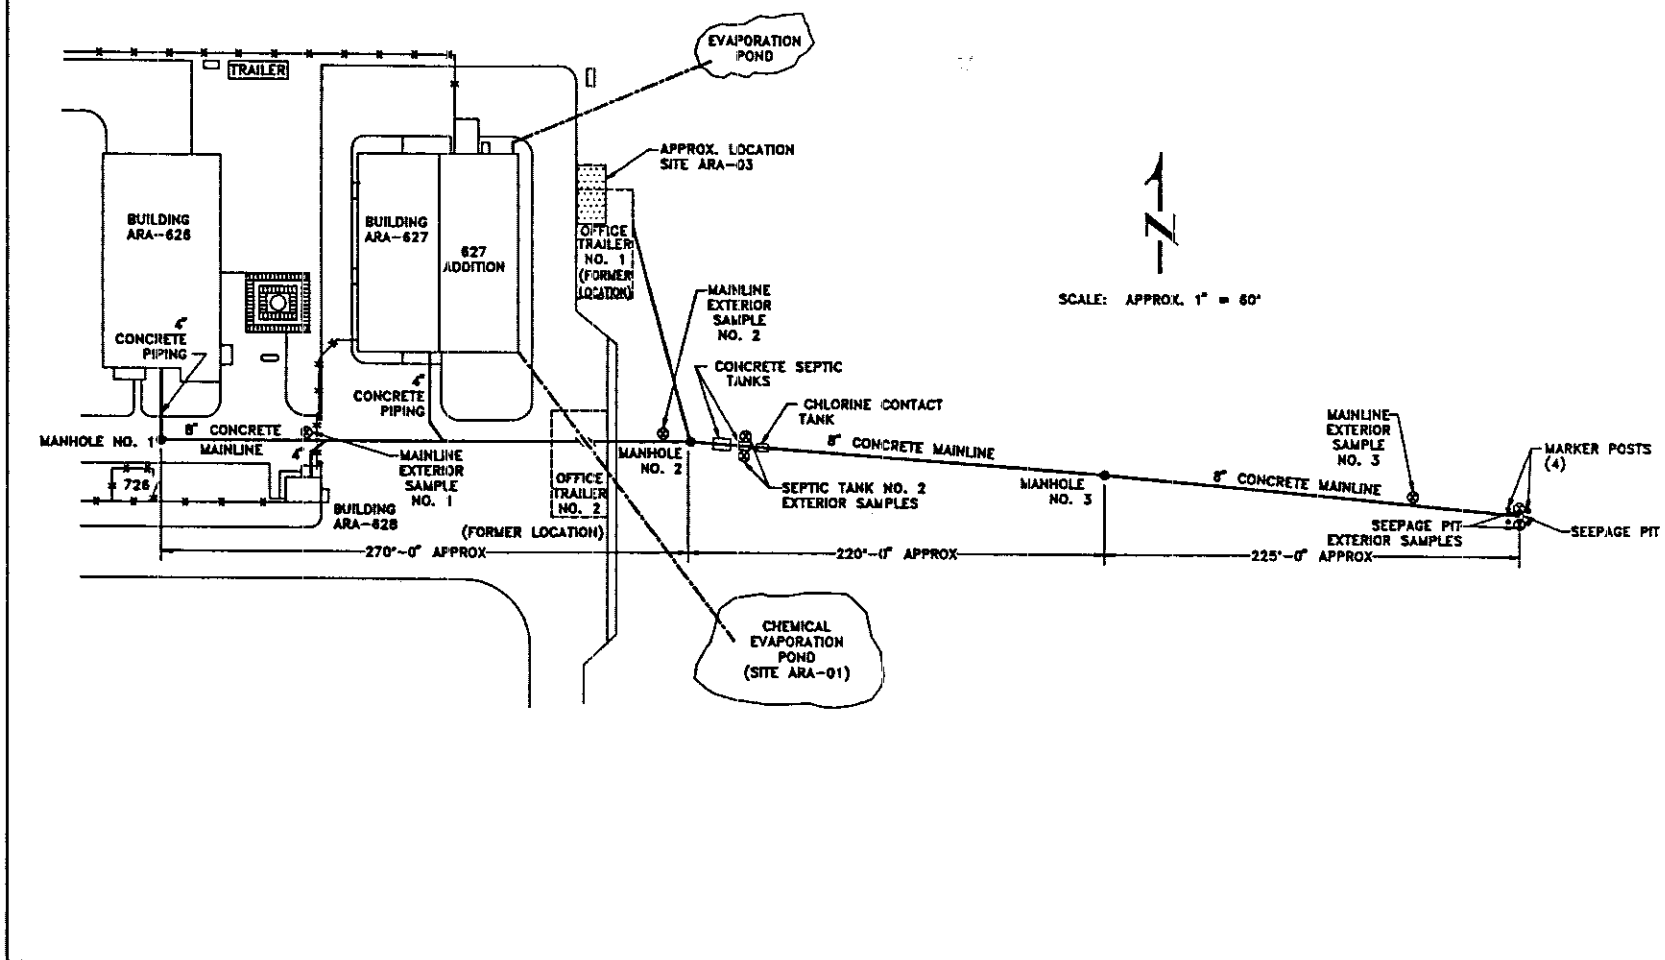 EVAPORATION
POND
TRAILER
APPROX. LOCATION
SITE ARA-03
BUILDING
ARA-626
BUILDING
ARA-627
627
ADDITION
OFFICE
TRAILER
NO. 1
(FORMER
LOCATION)
N
SCALE: APPROX. 1" = 60'
MAINLINE
EXTERIOR
SAMPLE
NO. 2
4"
CONCRETE
PIPING
CONCRETE SEPTIC
TANKS
4"
CONCRETE
PIPING
CHLORINE CONTACT
TANK
MANHOLE NO. 1
8" CONCRETE
MAINLINE
4"
MAINLINE
EXTERIOR
SAMPLE
NO. 1
MANHOLE
NO. 2
8" CONCRETE MAINLINE
MAINLINE
EXTERIOR
SAMPLE
NO. 3
MARKER POSTS
(4)
726
BUILDING
ARA-628
OFFICE
TRAILER
NO. 2
(FORMER LOCATION)
SEPTIC TANK NO. 2
EXTERIOR SAMPLES
MANHOLE
NO. 3
8" CONCRETE MAINLINE
SEEPAGE PIT
EXTERIOR SAMPLES
SEEPAGE PIT
270'-0" APPROX
220'-0" APPROX
225'-0" APPROX
CHEMICAL
EVAPORATION
POND
(SITE ARA-01)